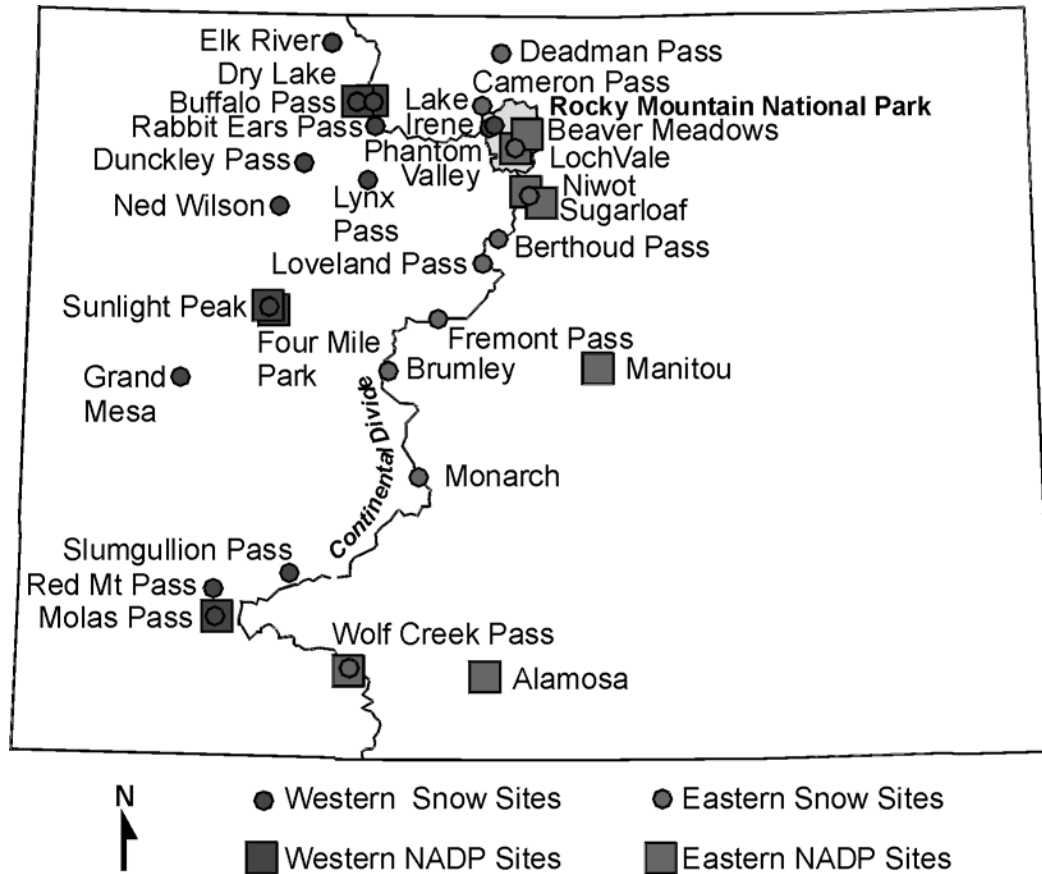 Elk River
Deadman Pass
Dry Lake
Cameron Pass
Buffalo Pass
Lake
Irene
Rocky Mountain National Park
Rabbit Ears Pass
Beaver Meadows
Phantom
Valley
LochVale
Dunckley Pass
Lynx
Pass
Niwot
Ned Wilson
Sugarloaf
Berthoud Pass
Loveland Pass
Sunlight Peak
Four Mile
Park
Fremont Pass
Grand
Mesa
Brumley
Manitou
Continental Divide
Monarch
Slumgullion Pass
Red Mt Pass
Molas Pass
Wolf Creek Pass
Alamosa
N
Western Snow Sites
Eastern Snow Sites
Western NADP Sites
Eastern NADP Sites